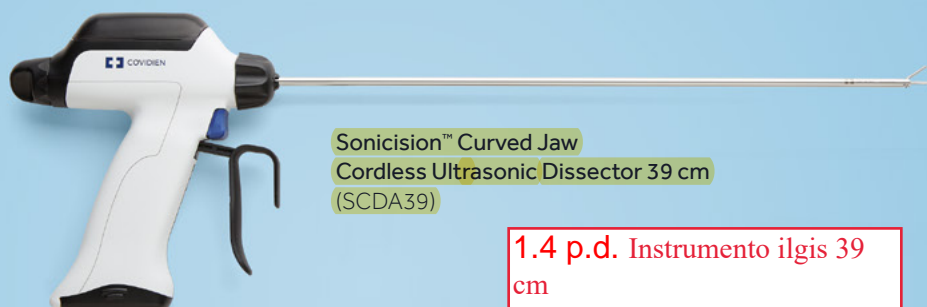 COVIDIEN
Sonicision™ Curved Jaw
Cordless Ultrasonic Dissector 39 cm
(SCDA39)
1.4 p.d. Instrumento ilgis 39
cm